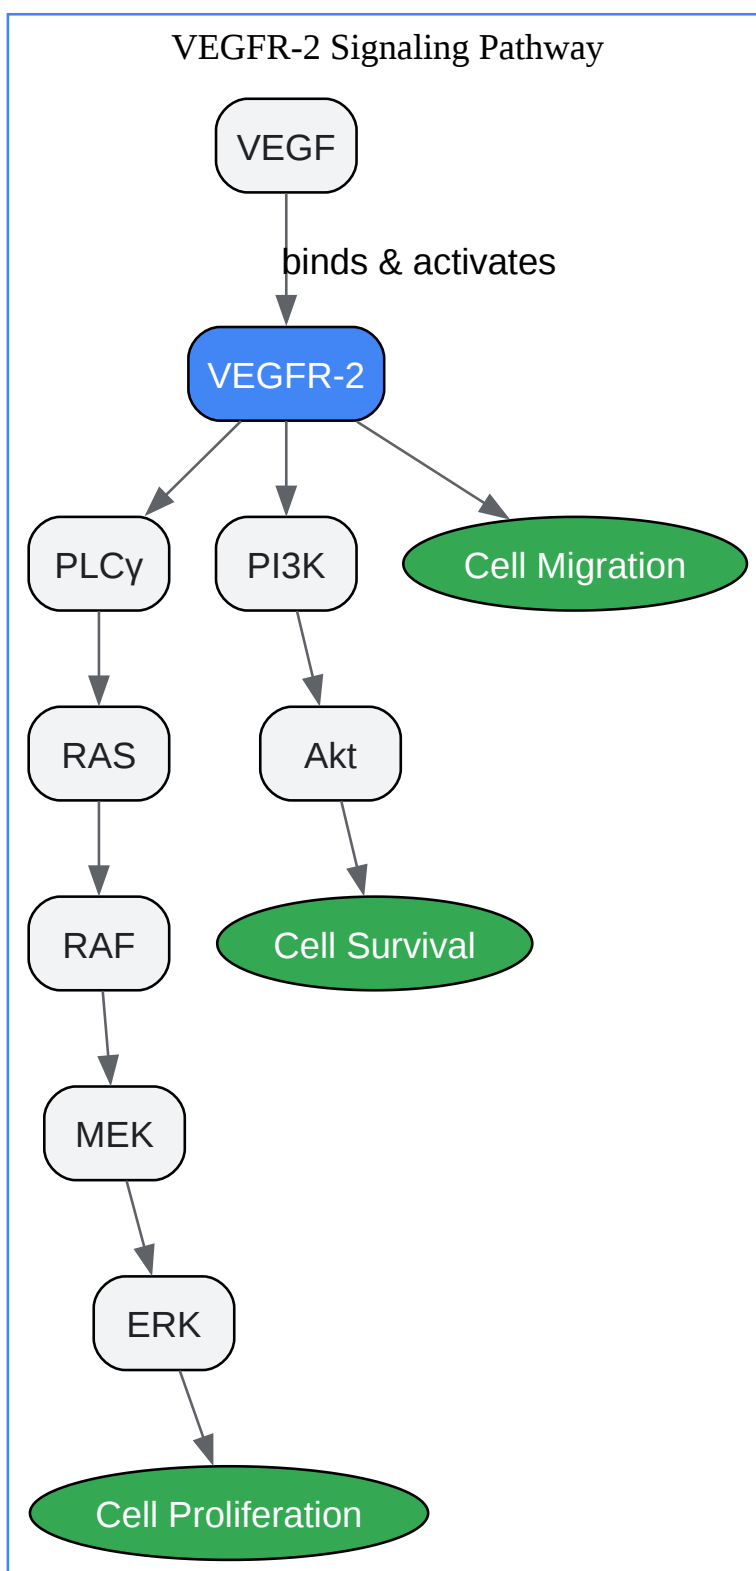 VEGFR-2 Signaling Pathway
VEGF
binds & activates
VEGFR-2
PLCγ
PI3K
Cell Migration
RAS
Akt
RAF
Cell Survival
MEK
ERK
Cell Proliferation